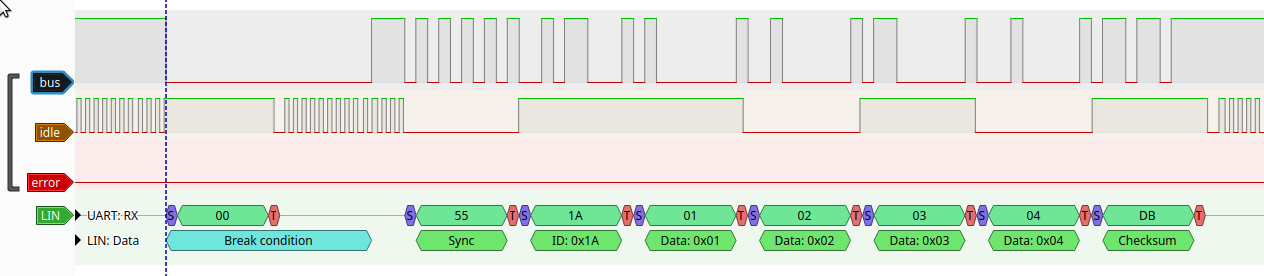 bus
idle
error
LIN UART: RX S 00 T S 55 T S 1A T S 01 T S 02 T S 03 T S 04 T S DB T
LIN: Data Break condition Sync ID: 0x1A Data: 0x01 Data: 0x02 Data: 0x03 Data: 0x04 Checksum